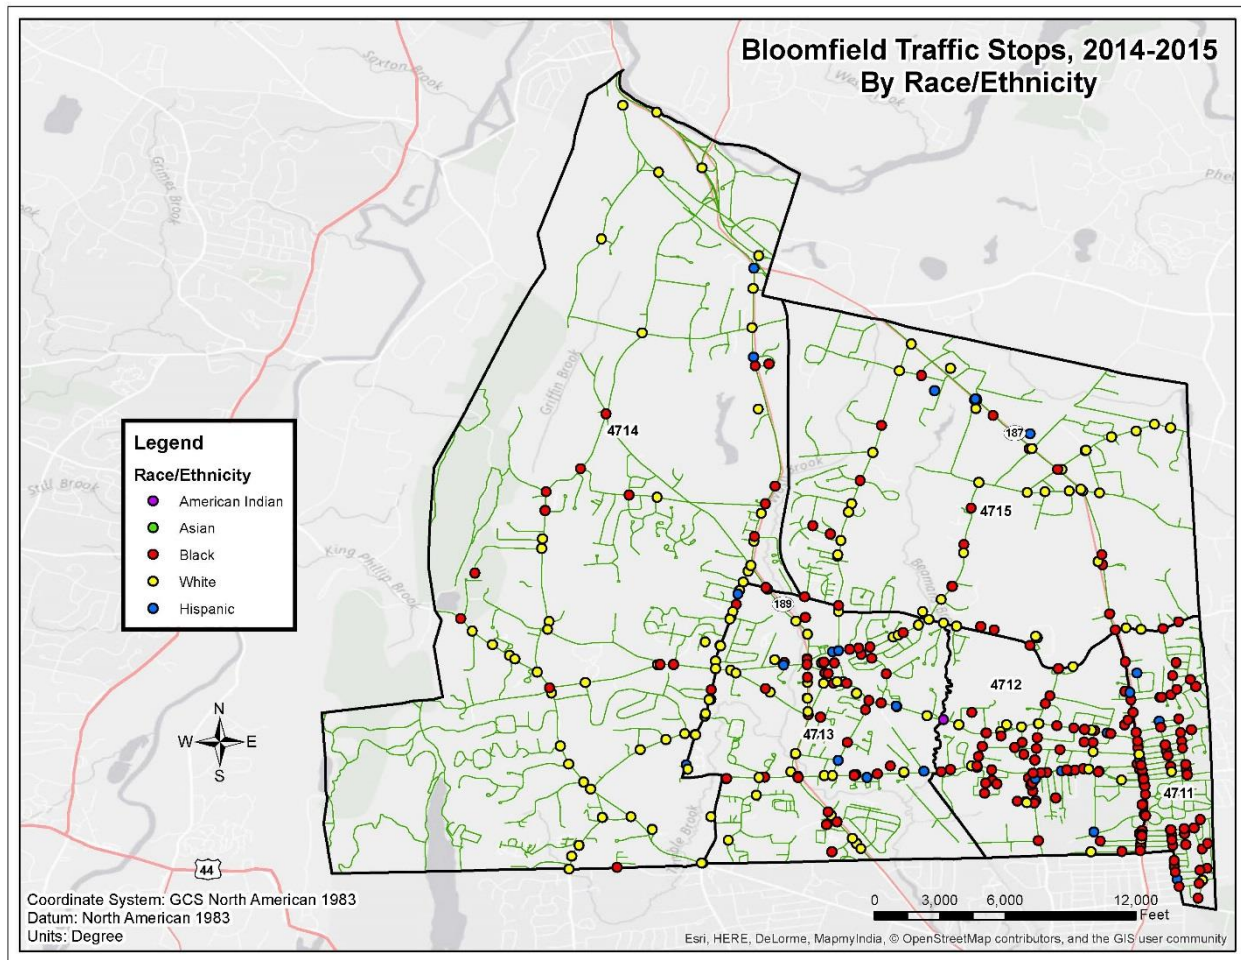 Bloomfield Traffic Stops, 2014-2015
By Race/Ethnicity
Saxton Brook
Grimes Brook
Griffin Brook
Still Brook
King Phillip Brook
Legend
Race/Ethnicity
American Indian
Asian
Black
White
Hispanic
4714
187
4715
189
4712
4713
4711
N
W
E
S
44
Coordinate System: GCS North American 1983
Datum: North American 1983
Units: Degree
0
3,000
6,000
12,000
Feet
Esri, HERE, DeLorme, MapmyIndia, © OpenStreetMap contributors, and the GIS user community